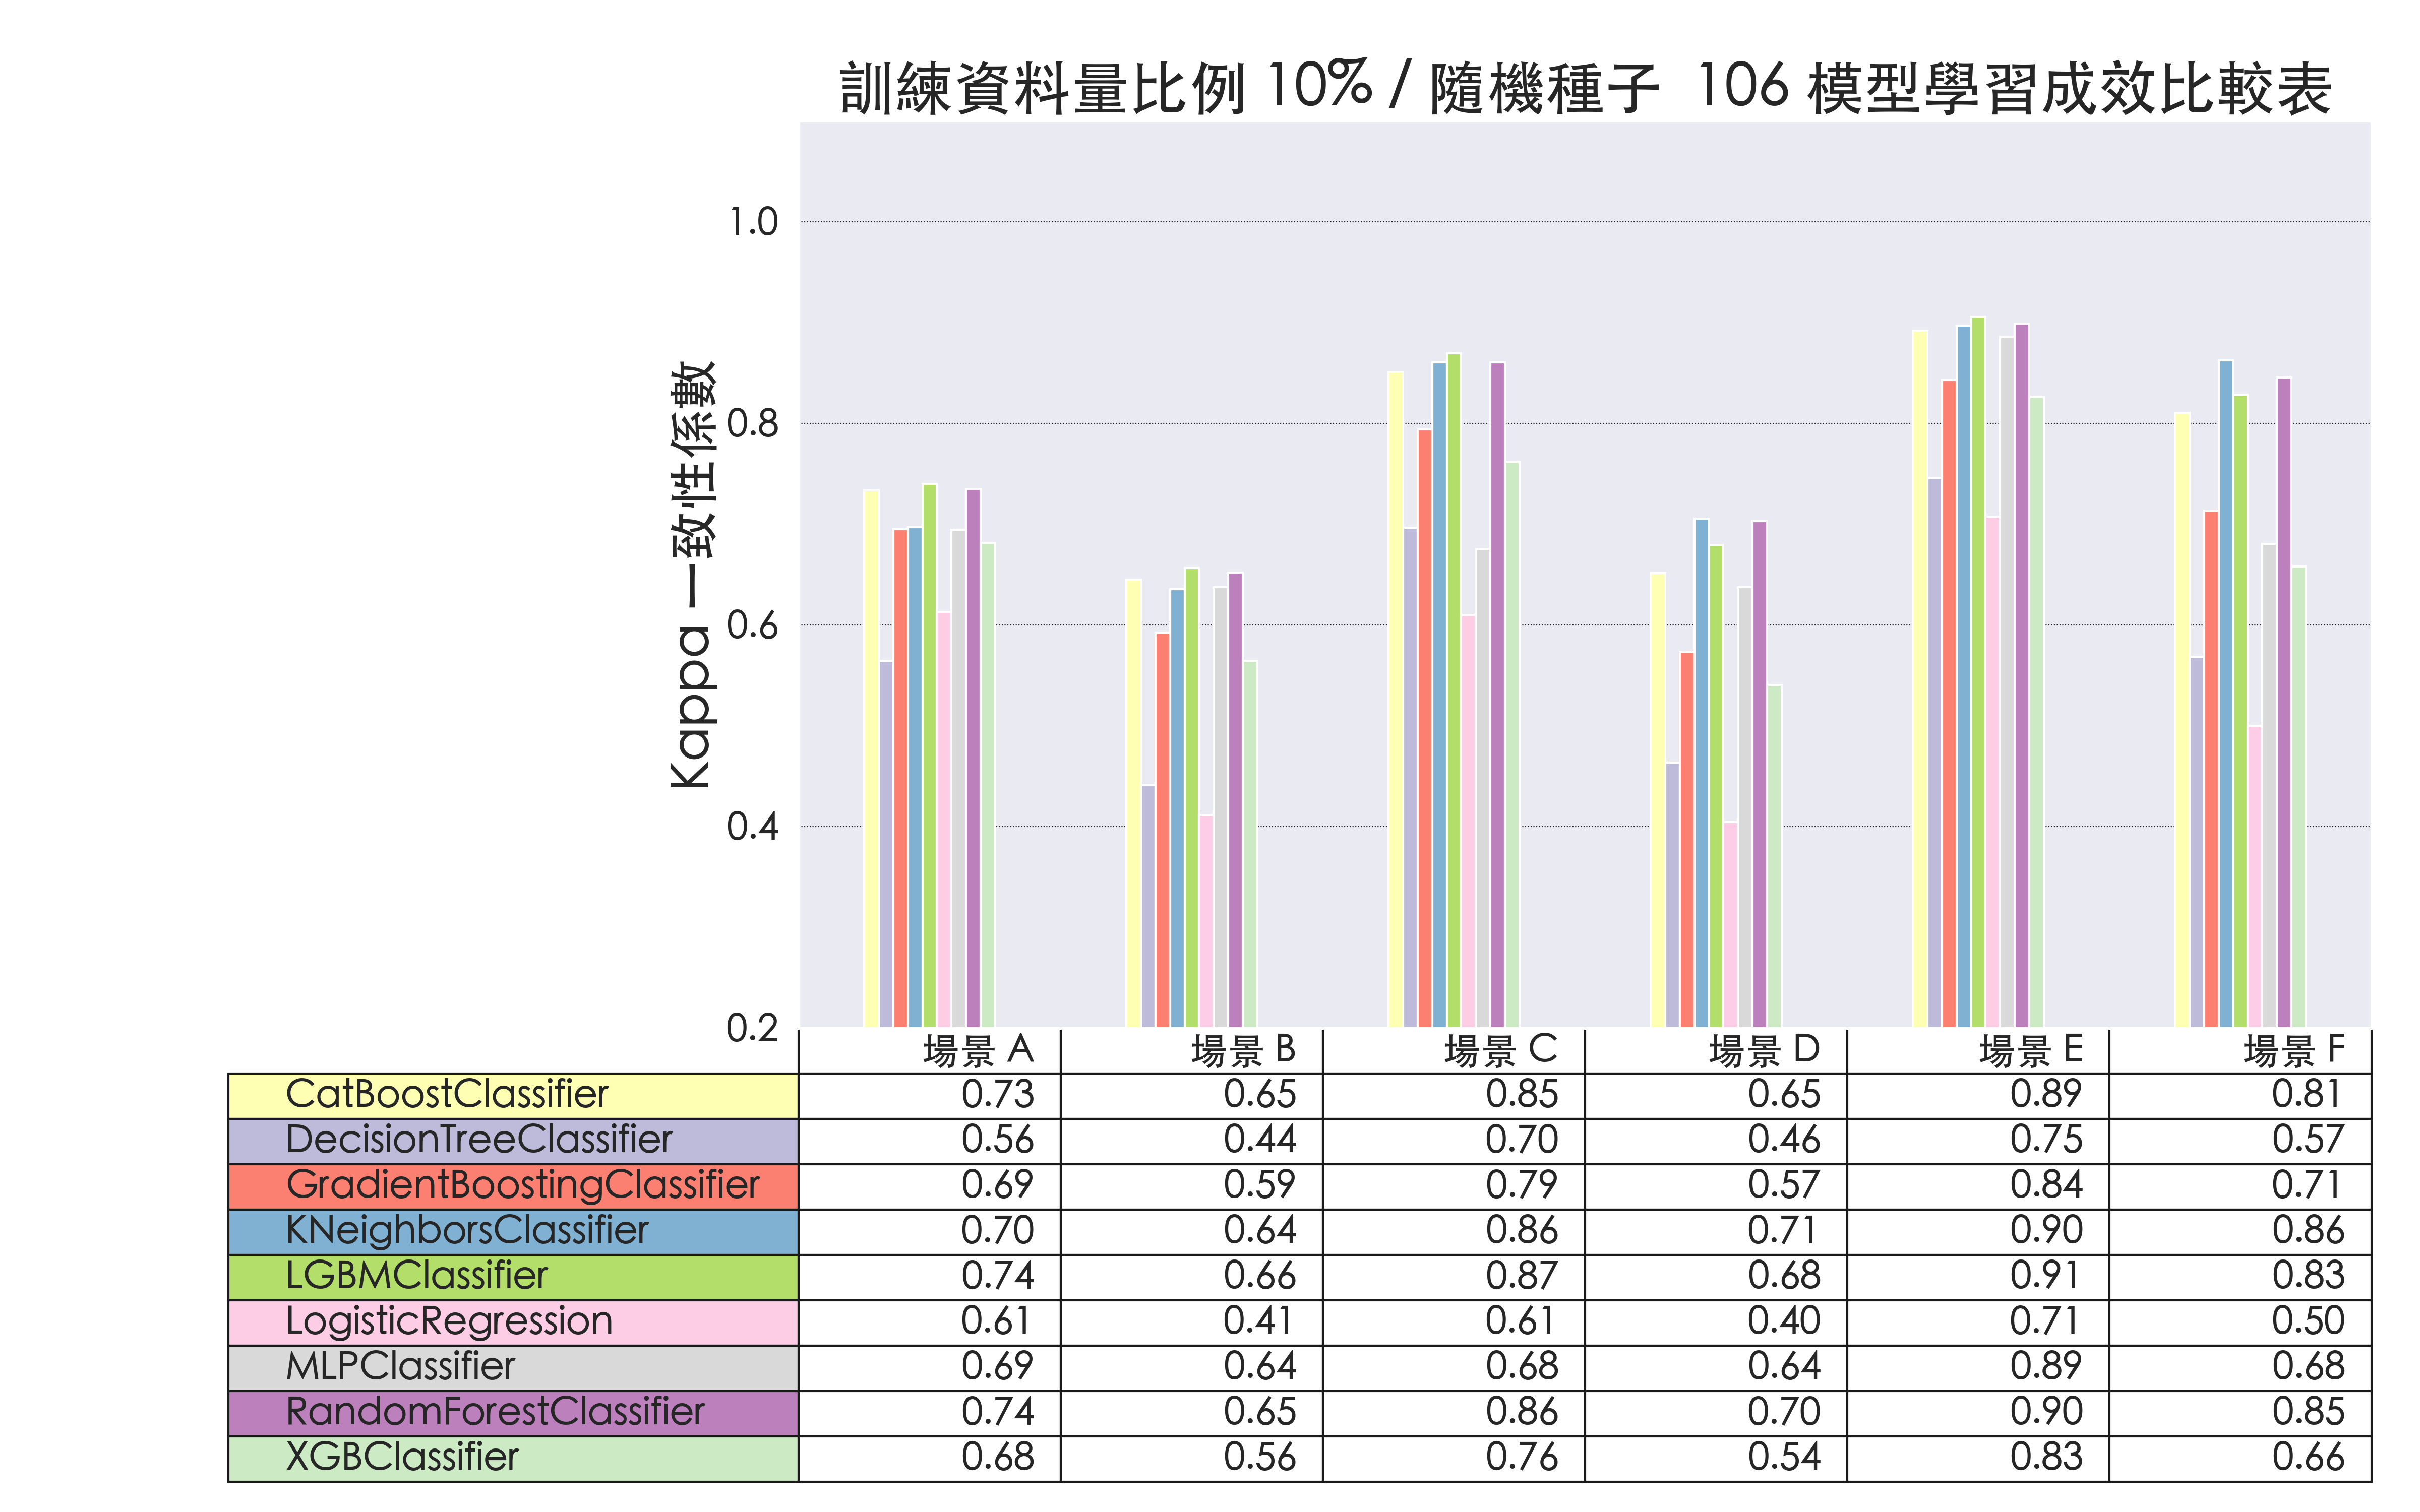 訓練資料量比例 10% / 隨機種子 106 模型學習成效比較表
Kappa 一致性係數
1.0
0.8
0.6
0.4
0.2
場景 A 場景 B 場景 C 場景 D 場景 E 場景 F
CatBoostClassifier 0.73 0.65 0.85 0.65 0.89 0.81
DecisionTreeClassifier 0.56 0.44 0.70 0.46 0.75 0.57
GradientBoostingClassifier 0.69 0.59 0.79 0.57 0.84 0.71
KNeighborsClassifier 0.70 0.64 0.86 0.71 0.90 0.86
LGBMClassifier 0.74 0.66 0.87 0.68 0.91 0.83
LogisticRegression 0.61 0.41 0.61 0.40 0.71 0.50
MLPClassifier 0.69 0.64 0.68 0.64 0.89 0.68
RandomForestClassifier 0.74 0.65 0.86 0.70 0.90 0.85
XGBClassifier 0.68 0.56 0.76 0.54 0.83 0.66